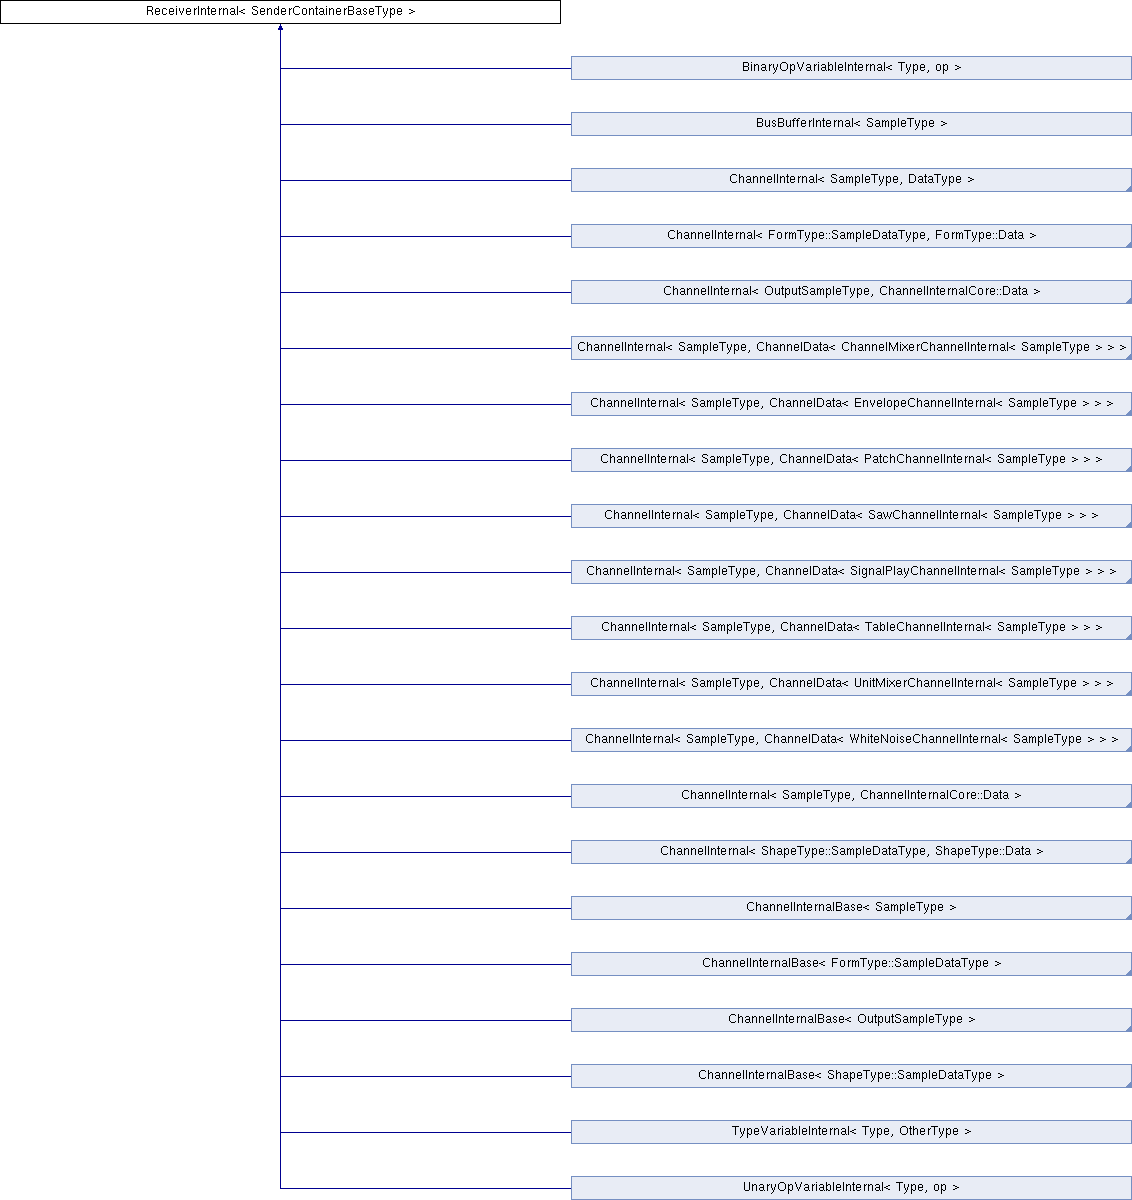 ReceiverInternal< SenderContainerBaseType >
BinaryOpVariableInternal< Type, op >
BusBufferInternal< SampleType >
ChannelInternal< SampleType, DataType >
ChannelInternal< FormType::SampleDataType, FormType::Data >
ChannelInternal< OutputSampleType, ChannelInternalCore::Data >
ChannelInternal< SampleType, ChannelData< ChannelMixerChannelInternal< SampleType > > >
ChannelInternal< SampleType, ChannelData< EnvelopeChannelInternal< SampleType > > >
ChannelInternal< SampleType, ChannelData< PatchChannelInternal< SampleType > > >
ChannelInternal< SampleType, ChannelData< SawChannelInternal< SampleType > > >
ChannelInternal< SampleType, ChannelData< SignalPlayChannelInternal< SampleType > > >
ChannelInternal< SampleType, ChannelData< TableChannelInternal< SampleType > > >
ChannelInternal< SampleType, ChannelData< UnitMixerChannelInternal< SampleType > > >
ChannelInternal< SampleType, ChannelData< WhiteNoiseChannelInternal< SampleType > > >
ChannelInternal< SampleType, ChannelInternalCore::Data >
ChannelInternal< ShapeType::SampleDataType, ShapeType::Data >
ChannelInternalBase< SampleType >
ChannelInternalBase< FormType::SampleDataType >
ChannelInternalBase< OutputSampleType >
ChannelInternalBase< ShapeType::SampleDataType >
TypeVariableInternal< Type, OtherType >
UnaryOpVariableInternal< Type, op >